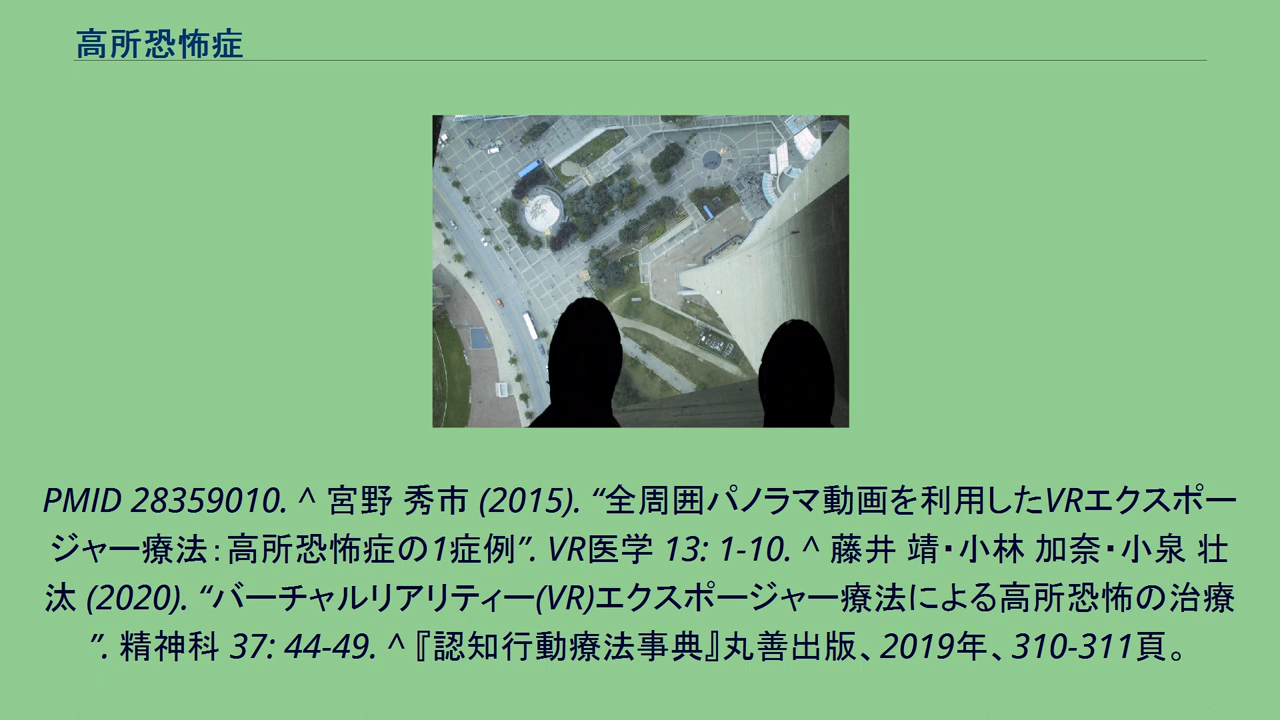 高所恐怖症
PMID 28359010. ^ 宮野 秀市 (2015). “全周囲パノラマ動画を利用したVRエクスポー
ジャー療法：高所恐怖症の1症例”. VR医学 13: 1-10. ^ 藤井 靖・小林 加奈・小泉 壮
汰 (2020). “バーチャルリアリティー(VR)エクスポージャー療法による高所恐怖の治療
”. 精神科 37: 44-49. ^ 『認知行動療法事典』丸善出版、2019年、310-311頁。